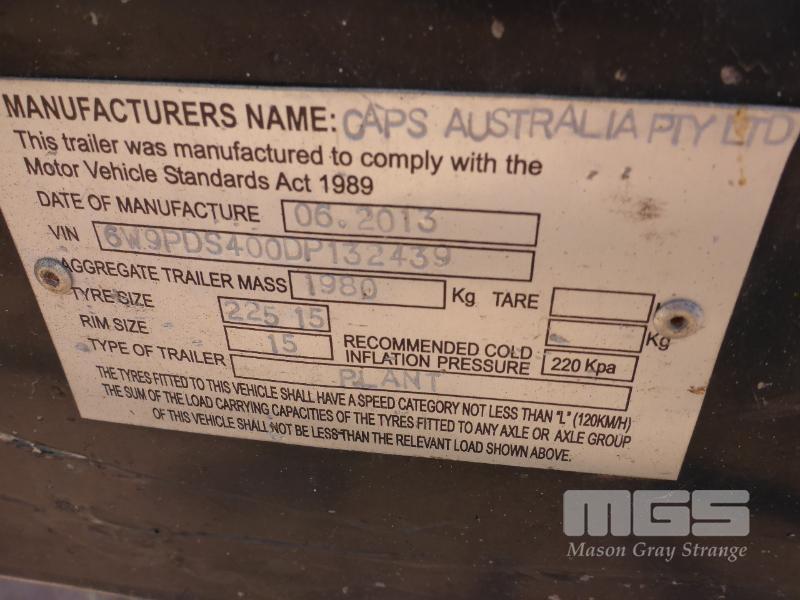 MANUFACTURERS NAME: CAPS AUSTRALIA PTY LTD
This trailer was manufactured to comply with the
Motor Vehicle Standards Act 1989
DATE OF MANUFACTURE 06.2013
VIN 6W9PDS400DP132439
AGGREGATE TRAILER MASS 1980 Kg TARE Kg
TYRE SIZE 225 15
RIM SIZE 15 RECOMMENDED COLD INFLATION PRESSURE 220 Kpa
TYPE OF TRAILER PLANT
THE TYRES FITTED TO THIS VEHICLE SHALL HAVE A SPEED CATEGORY NOT LESS THAN "L" (120KM/H)
THE SUM OF THE LOAD CARRYING CAPACITIES OF THE TYRES FITTED TO ANY AXLE OR AXLE GROUP
OF THIS VEHICLE SHALL NOT BE LESS THAN THE RELEVANT LOAD SHOWN ABOVE.
MGS
Mason Gray Strange